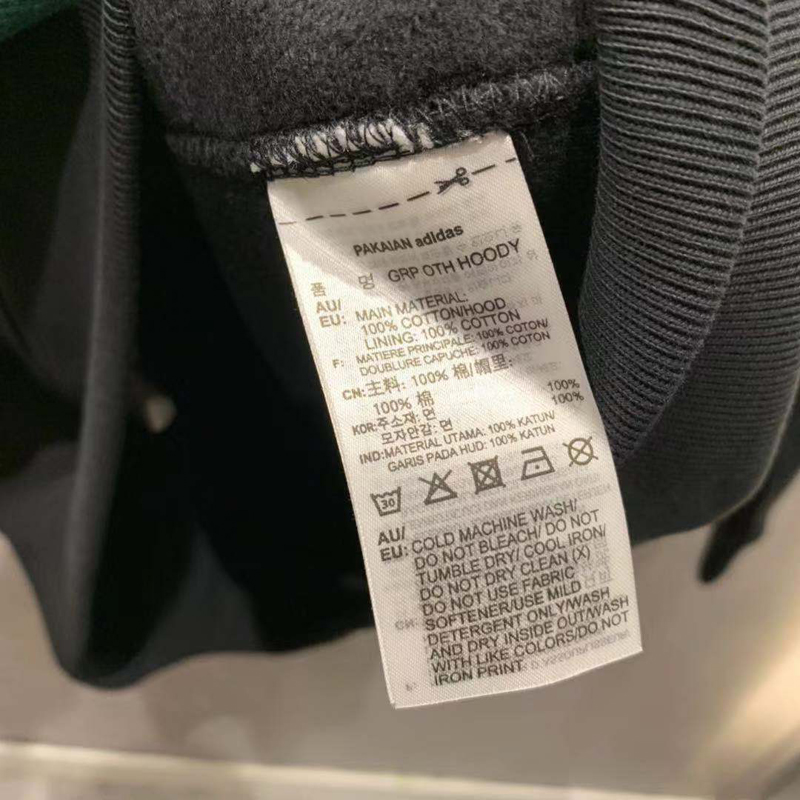 PAKAIAN adidas
품 명 GRP OTH HOODY
AU/ EU: MAIN MATERIAL:
100% COTTON/HOOD
LINING: 100% COTTON
F: MATIERE PRINCIPALE: 100% COTON/
DOUBLURE CAPUCHE: 100% COTON
CN: 主料: 100% 棉/帽里:
100% 棉
KOR: 주소재: 면 100%
모자안감: 면 100%
IND: MATERIAL UTAMA: 100% KATUN/
GARIS PADA HUD: 100% KATUN
30
AU/ EU: COLD MACHINE WASH/
DO NOT BLEACH/ DO NOT
TUMBLE DRY/ COOL IRON/
DO NOT DRY CLEAN (X)
DO NOT USE FABRIC
SOFTENER/USE MILD
DETERGENT ONLY/WASH
AND DRY INSIDE OUT/WASH
WITH LIKE COLORS/DO NOT
IRON PRINT.